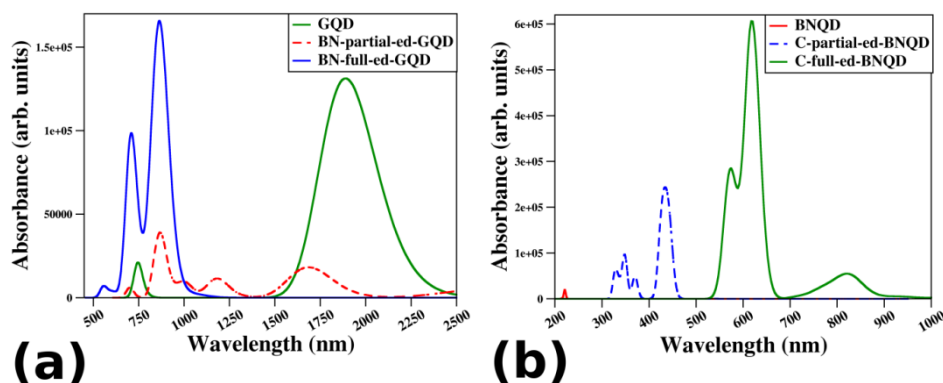 GQD
BN-partial-ed-GQD
BN-full-ed-GQD
Absorbance (arb. units)
1.5e+05
1e+05
50000
0
500 750 1000 1250 1500 1750 2000 2250 2500
Wavelength (nm)
(a)
BNQD
C-partial-ed-BNQD
C-full-ed-BNQD
Absorbance (arb. units)
6e+05
5e+05
4e+05
3e+05
2e+05
1e+05
0
200 300 400 500 600 700 800 900 1000
Wavelength (nm)
(b)